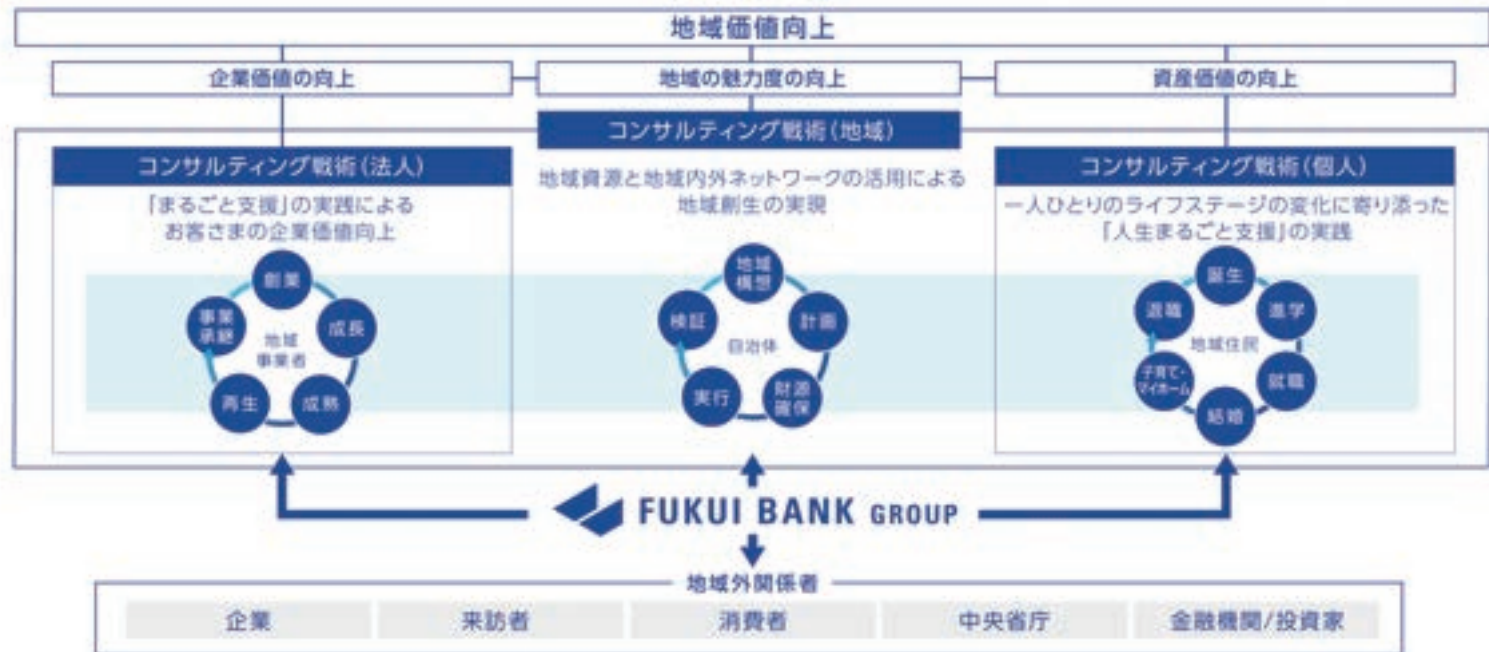 地域価値向上
企業価値の向上
地域の魅力度の向上
資産価値の向上
コンサルティング戦術(法人)
「まるごと支援」の実践による
お客さまの企業価値向上
創業
成長
成熟
再生
事業
承継
地域
事業者
コンサルティング戦術(地域)
地域資源と地域内外ネットワークの活用による
地域創生の実現
地域
構想
計画
財源
確保
実行
検証
自治体
コンサルティング戦術(個人)
一人ひとりのライフステージの変化に寄り添った
「人生まるごと支援」の実践
誕生
進学
就職
結婚
子育て・
マイホーム
退職
地域住民
FUKUI BANK GROUP
地域外関係者
企業
来訪者
消費者
中央省庁
金融機関/投資家